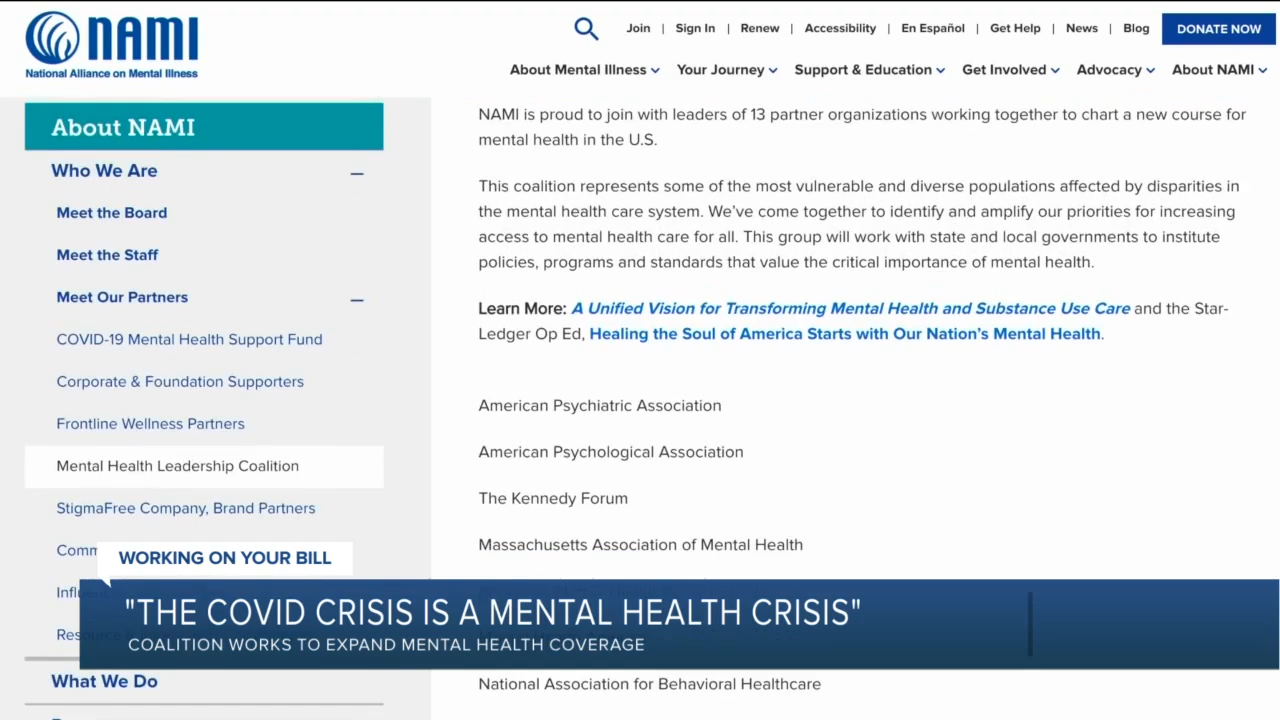 NAMI
National Alliance on Mental Illness
Join | Sign In | Renew | Accessibility | En Español | Get Help | News | Blog
DONATE NOW
About Mental Illness Your Journey Support & Education Get Involved Advocacy About NAMI
About NAMI
Who We Are
Meet the Board
Meet the Staff
Meet Our Partners
COVID-19 Mental Health Support Fund
Corporate & Foundation Supporters
Frontline Wellness Partners
Mental Health Leadership Coalition
StigmaFree Company, Brand Partners
What We Do
NAMI is proud to join with leaders of 13 partner organizations working together to chart a new course for
mental health in the U.S.
This coalition represents some of the most vulnerable and diverse populations affected by disparities in
the mental health care system. We've come together to identify and amplify our priorities for increasing
access to mental health care for all. This group will work with state and local governments to institute
policies, programs and standards that value the critical importance of mental health.
Learn More: A Unified Vision for Transforming Mental Health and Substance Use Care and the Star-
Ledger Op Ed, Healing the Soul of America Starts with Our Nation's Mental Health.
American Psychiatric Association
American Psychological Association
The Kennedy Forum
Massachusetts Association of Mental Health
National Association for Behavioral Healthcare
WORKING ON YOUR BILL
"THE COVID CRISIS IS A MENTAL HEALTH CRISIS"
COALITION WORKS TO EXPAND MENTAL HEALTH COVERAGE